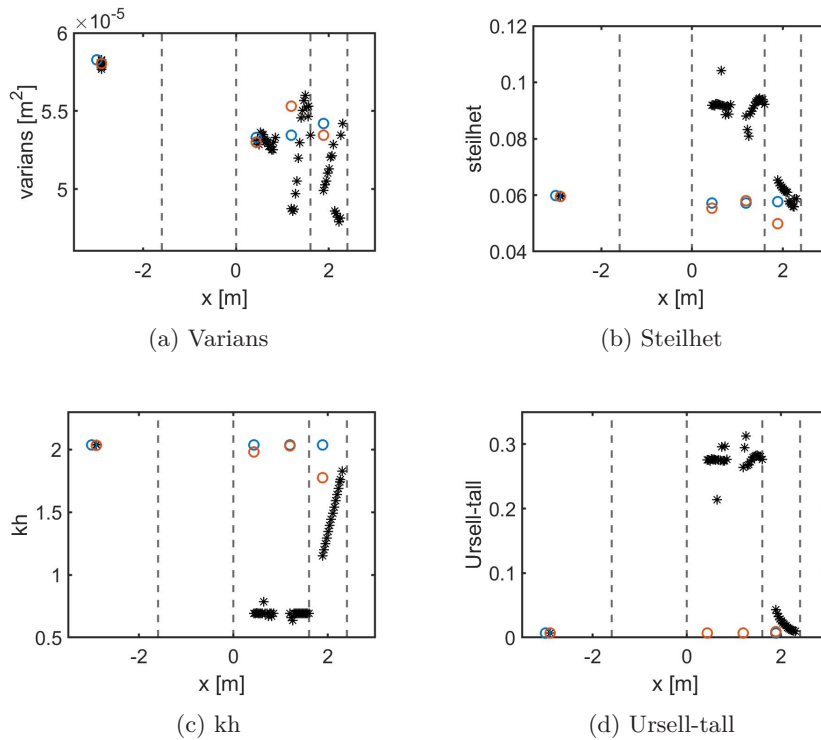 ×10⁻⁵
6
5.5
5
varians [m²]
-2
0
2
x [m]
(a) Varians
0.12
0.1
0.08
0.06
0.04
steilhet
-2
0
2
x [m]
(b) Steilhet
2
1.5
1
0.5
kh
-2
0
2
x [m]
(c) kh
0.3
0.2
0.1
0
Ursell-tall
-2
0
2
x [m]
(d) Ursell-tall